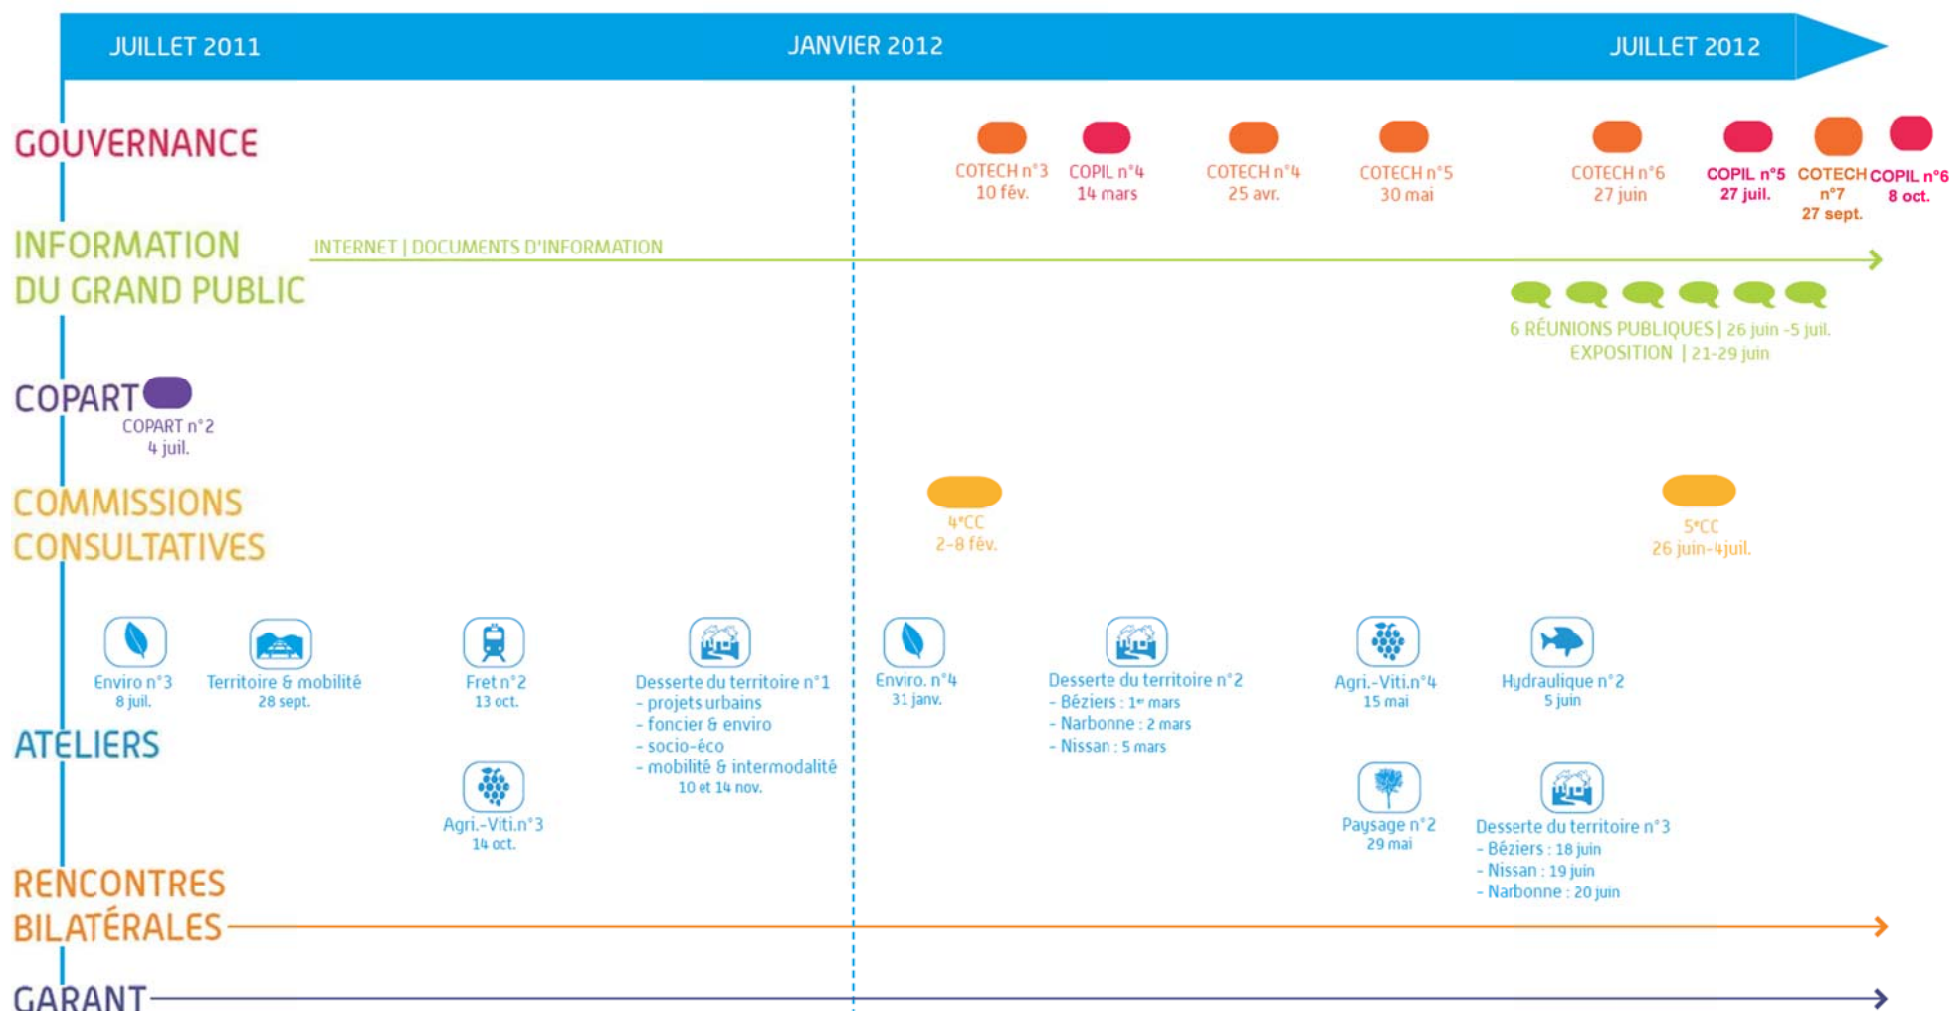 JUILLET 2011
JANVIER 2012
JUILLET 2012
GOUVERNANCE
COTECH n°3
10 fév.
COPIL n°4
14 mars
COTECH n°4
25 avr.
COTECH n°5
30 mai
COTECH n°6
27 juin
COPIL n°5
27 juil.
COTECH
n°7
27 sept.
COPIL n°6
8 oct.
INFORMATION
DU GRAND PUBLIC
INTERNET | DOCUMENTS D'INFORMATION
6 RÉUNIONS PUBLIQUES | 26 juin -5 juil.
EXPOSITION | 21-29 juin
COPART
COPART n°2
4 juil.
COMMISSIONS
CONSULTATIVES
4°CC
2-8 fév.
5°CC
26 juin-4juil.
ATELIERS
Enviro n°3
8 juil.
Territoire & mobilité
28 sept.
Fret n°2
13 oct.
Agri.-Viti.n°3
14 oct.
Desserte du territoire n°1
- projets urbains
- foncier & enviro
- socio-éco
- mobilité & intermodalité
10 et 14 nov.
Enviro. n°4
31 janv.
Desserte du territoire n°2
- Béziers : 1er mars
- Narbonne : 2 mars
- Nissan : 5 mars
Agri.-Viti.n°4
15 mai
Paysage n°2
29 mai
Hydraulique n°2
5 juin
Desserte du territoire n°3
- Béziers : 18 juin
- Nissan : 19 juin
- Narbonne : 20 juin
RENCONTRES
BILATÉRALES
GARANT